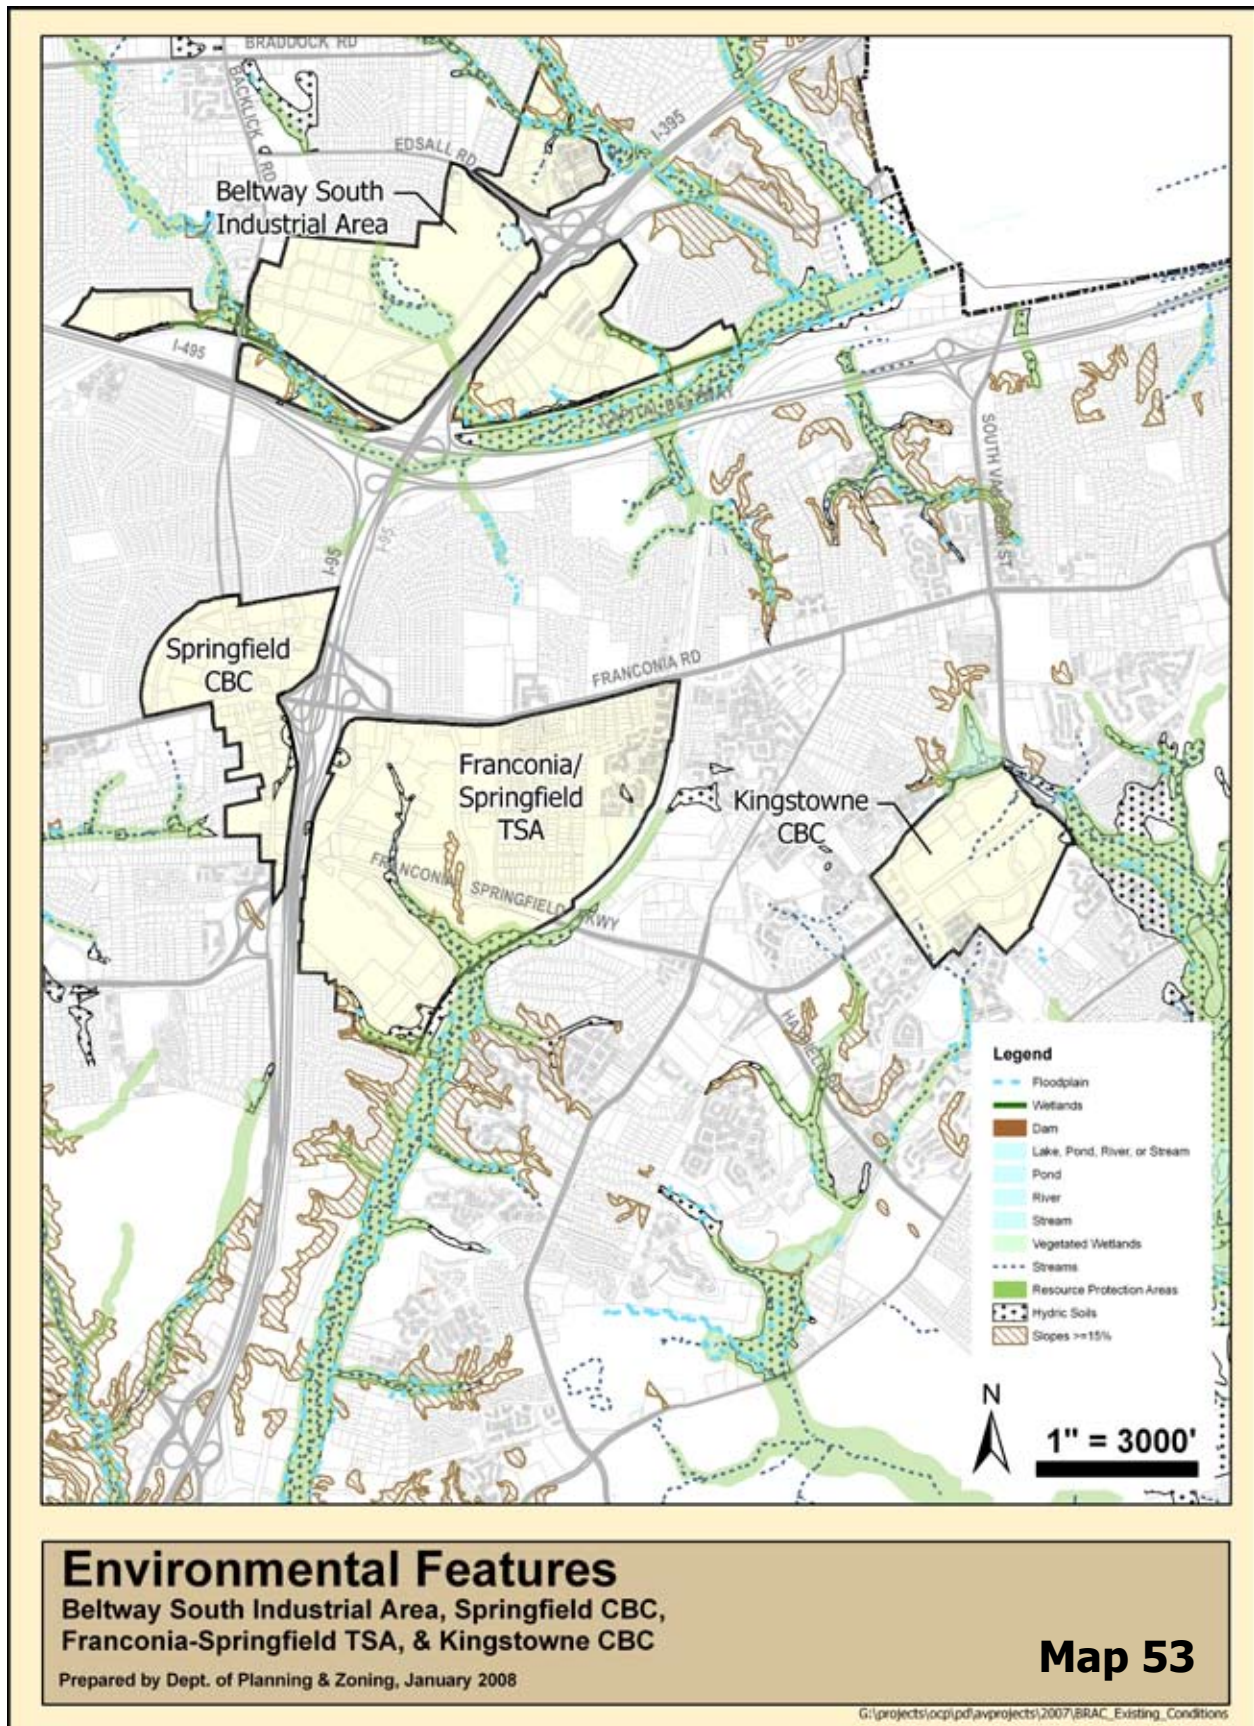 BRADDOCK RD
BACKLICK
RD
I-395
EDSALL RD
Beltway South
Industrial Area
I-495
CAPITAL BELTWAY
SOUTH VAN DORN ST
I-95
I-95
Springfield
CBC
FRANCONIA RD
Franconia/
Springfield
TSA
Kingstowne
CBC
FRANCONIA SPRINGFIELD PKWY
Legend
Floodplain
Wetlands
Dam
Lake, Pond, River, or Stream
Pond
River
Stream
Vegetated Wetlands
Streams
Resource Protection Areas
Hydric Soils
Slopes >=15%
N
1" = 3000'
Environmental Features
Beltway South Industrial Area, Springfield CBC,
Franconia-Springfield TSA, & Kingstowne CBC
Prepared by Dept. of Planning & Zoning, January 2008
Map 53
G:\projects\ocp\pd\avprojects\2007\BRAC_Existing_Conditions